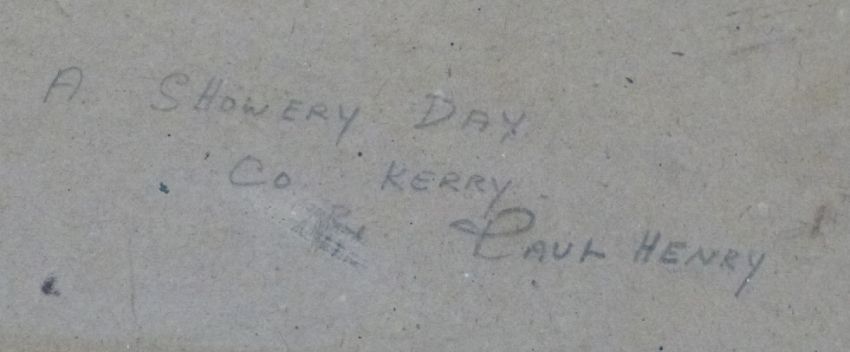 A SHOWERY DAY
CO KERRY
PAUL HENRY